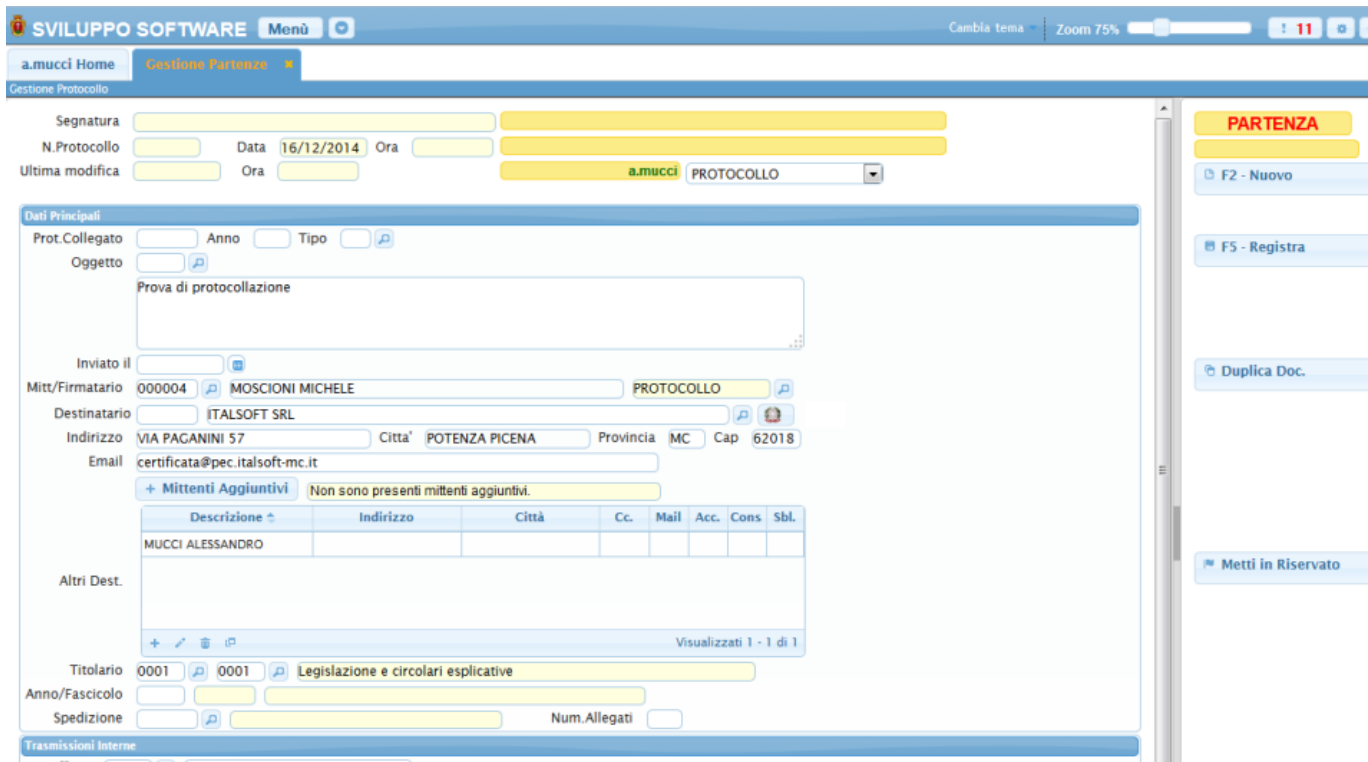 SVILUPPO SOFTWARE Menù Cambia tema Zoom 75% ! 11
a.mucci Home Gestione Partenze ×
Gestione Protocollo
Segnatura PARTENZA
N.Protocollo Data 16/12/2014 Ora
Ultima modifica Ora a.mucci PROTOCOLLO F2 - Nuovo
Dati Principali
Prot.Collegato Anno Tipo F5 - Registra
Oggetto
Prova di protocollazione
Inviato il Duplica Doc.
Mitt/Firmatario 000004 MOSCIONI MICHELE PROTOCOLLO
Destinatario ITALSOFT SRL
Indirizzo VIA PAGANINI 57 Citta' POTENZA PICENA Provincia MC Cap 62018
Email certificata@pec.italsoft-mc.it
+ Mittenti Aggiuntivi Non sono presenti mittenti aggiuntivi.
Descrizione Indirizzo Città Cc. Mail Acc. Cons Sbl.
MUCCI ALESSANDRO
Metti in Riservato
Altri Dest.
Visualizzati 1 - 1 di 1
Titolario 0001 0001 Legislazione e circolari esplicative
Anno/Fascicolo
Spedizione Num.Allegati
Trasmissioni Interne